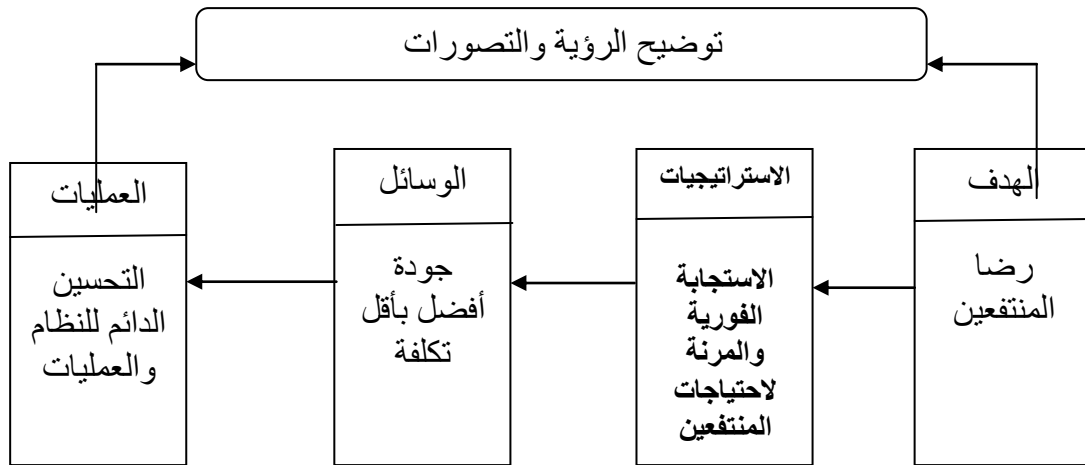 توضيح الرؤية والتصورات
الهدف
رضا
المنتفعين
الاستراتيجيات
الاستجابة
الفورية
والمرنة
لاحتياجات
المنتفعين
الوسائل
جودة
أفضل بأقل
تكلفة
العمليات
التحسين
الدائم للنظام
والعمليات